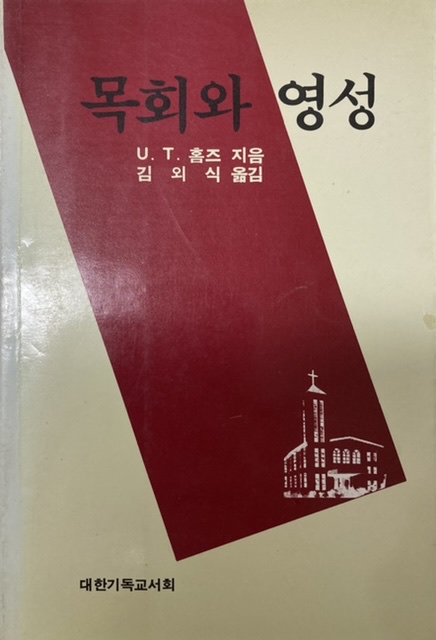 목회와 영성
U. T. 홈즈 지음
김 외 식 옮김
대한기독교서회